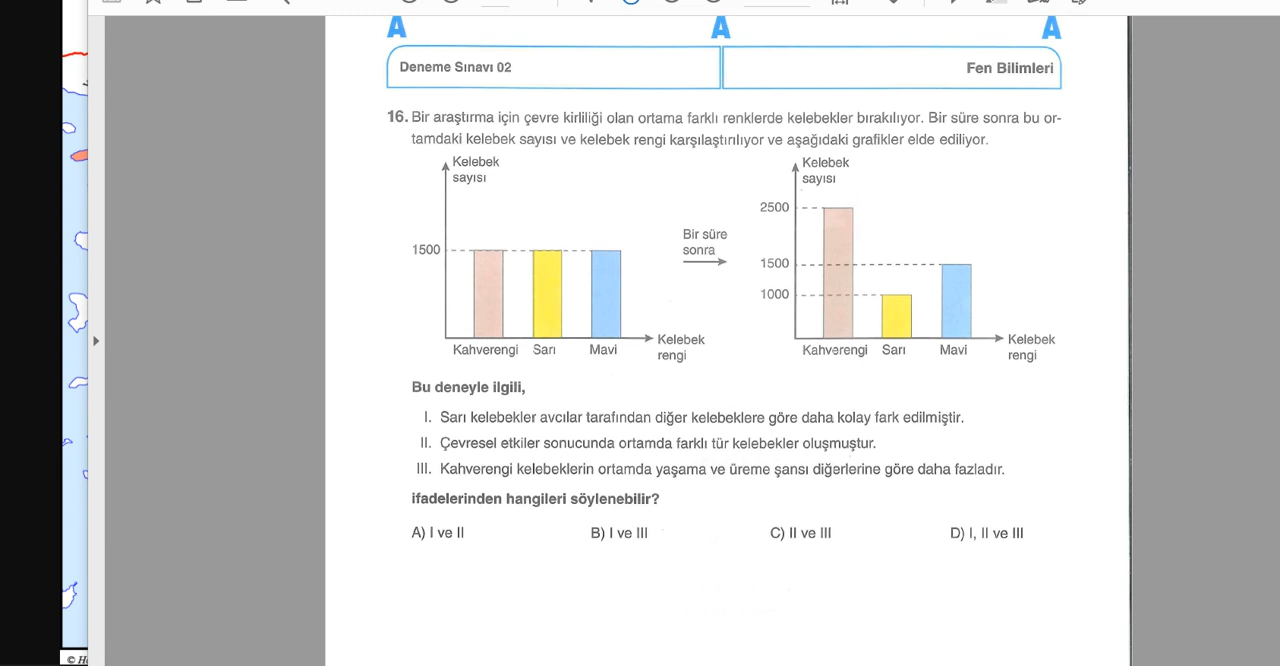 A A A
Deneme Sınavı 02 Fen Bilimleri
16. Bir araştırma için çevre kirliliği olan ortama farklı renklerde kelebekler bırakılıyor. Bir süre sonra bu or-
tamdaki kelebek sayısı ve kelebek rengi karşılaştırılıyor ve aşağıdaki grafikler elde ediliyor.
Kelebek
sayısı
1500
Kahverengi Sarı Mavi
Kelebek
rengi
Bir süre
sonra
Kelebek
sayısı
2500
1500
1000
Kahverengi Sarı Mavi
Kelebek
rengi
Bu deneyle ilgili,
I. Sarı kelebekler avcılar tarafından diğer kelebeklere göre daha kolay fark edilmiştir.
II. Çevresel etkiler sonucunda ortamda farklı tür kelebekler oluşmuştur.
III. Kahverengi kelebeklerin ortamda yaşama ve üreme şansı diğerlerine göre daha fazladır.
ifadelerinden hangileri söylenebilir?
A) I ve II B) I ve III C) II ve III D) I, II ve III